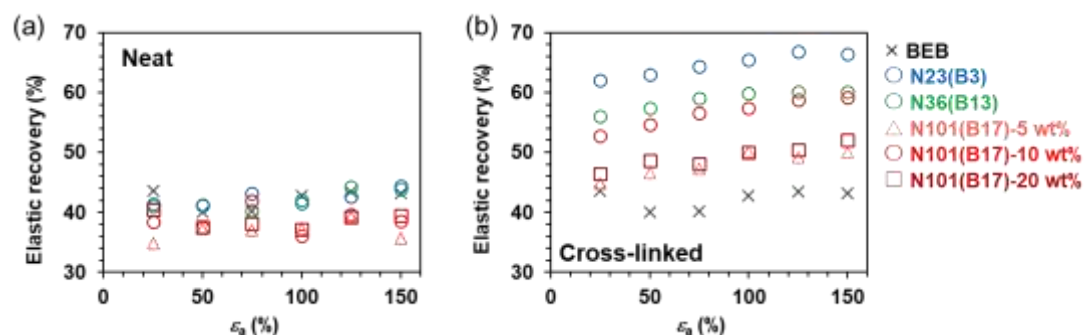 (a)
70
60
50
40
30
Elastic recovery (%)
Neat
0 50 100 150
εa (%)
(b)
70
60
50
40
30
Elastic recovery (%)
Cross-linked
0 50 100 150
εa (%)
BEB
N23(B3)
N36(B13)
N101(B17)-5 wt%
N101(B17)-10 wt%
N101(B17)-20 wt%